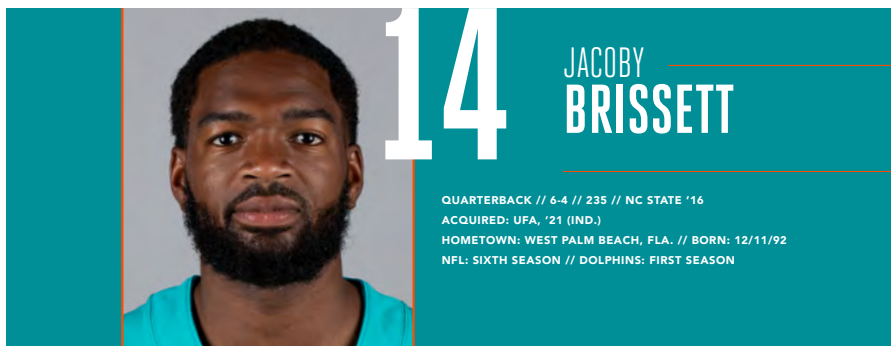 14
JACOBY
BRISSETT
QUARTERBACK // 6-4 // 235 // NC STATE ‘16
ACQUIRED: UFA, ‘21 (IND.)
HOMETOWN: WEST PALM BEACH, FLA. // BORN: 12/11/92
NFL: SIXTH SEASON // DOLPHINS: FIRST SEASON